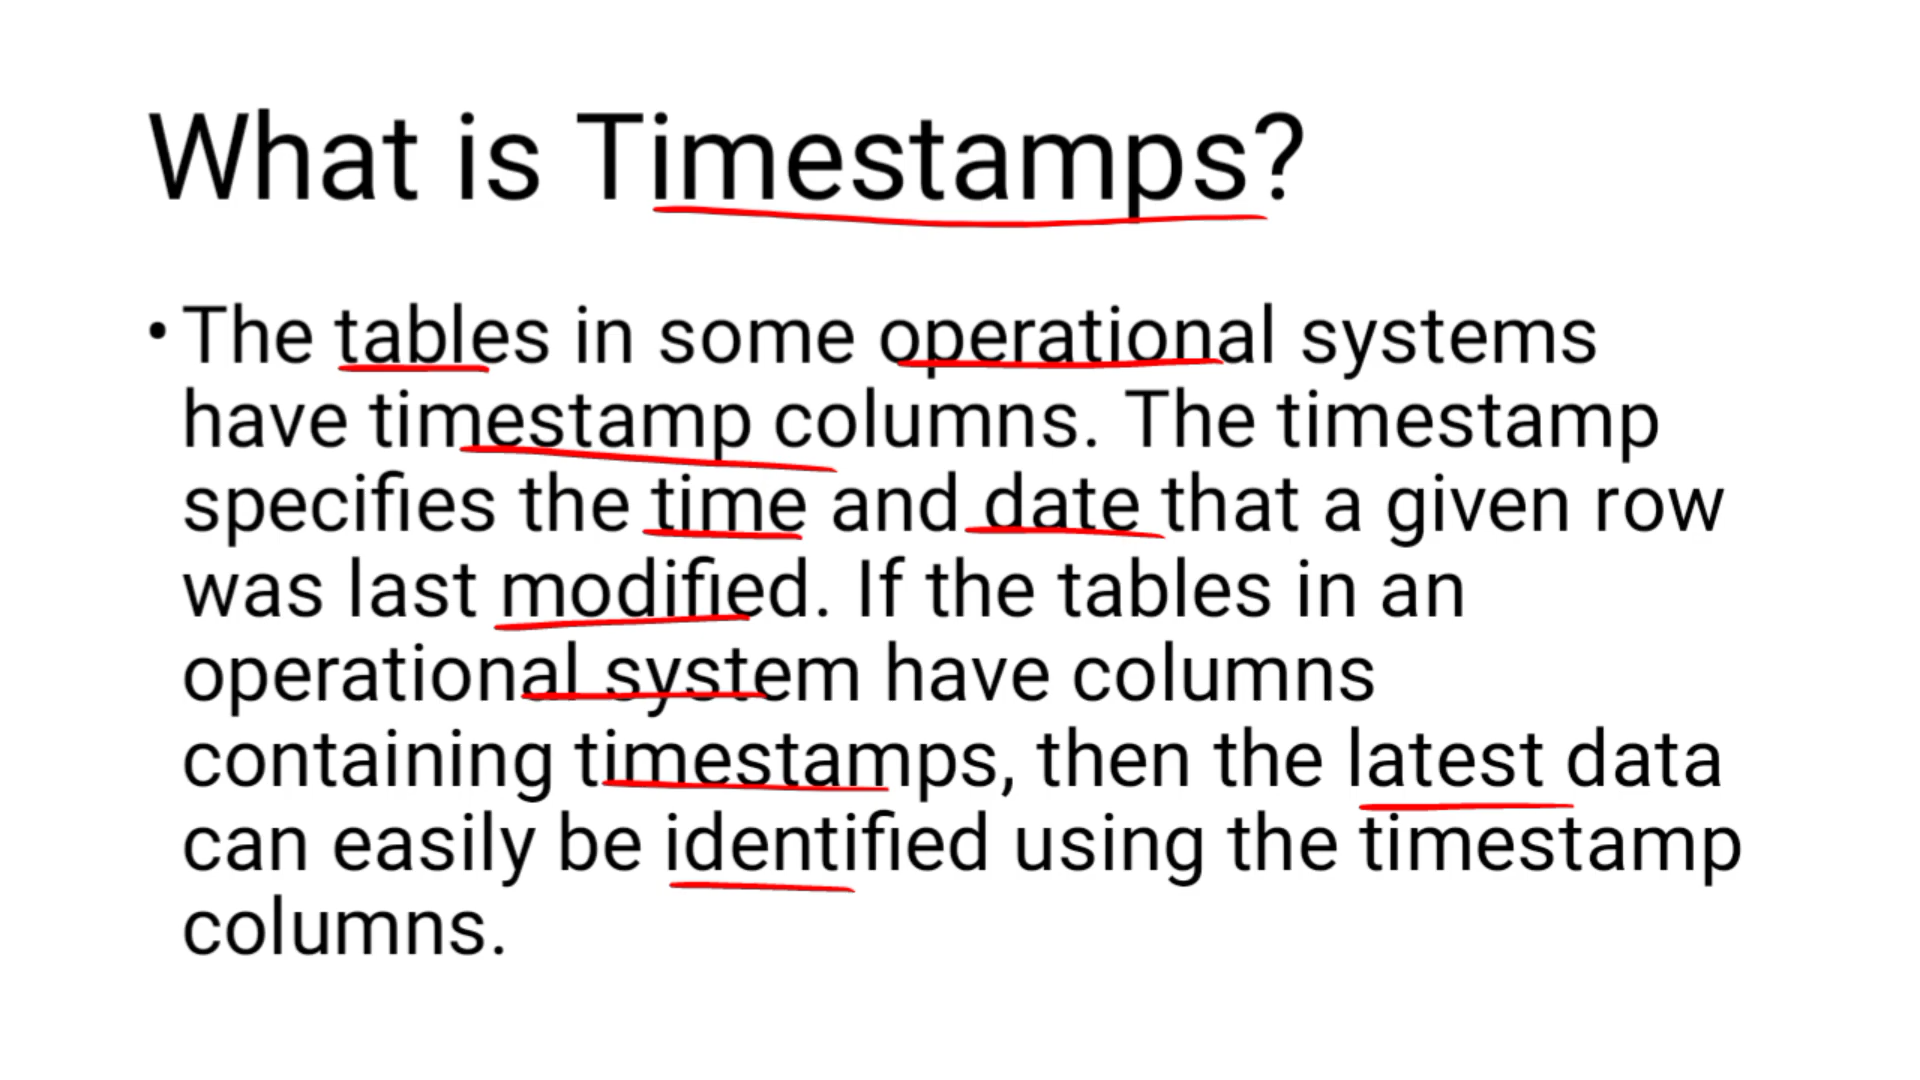 What is Timestamps?
• The tables in some operational systems
have timestamp columns. The timestamp
specifies the time and date that a given row
was last modified. If the tables in an
operational system have columns
containing timestamps, then the latest data
can easily be identified using the timestamp
columns.